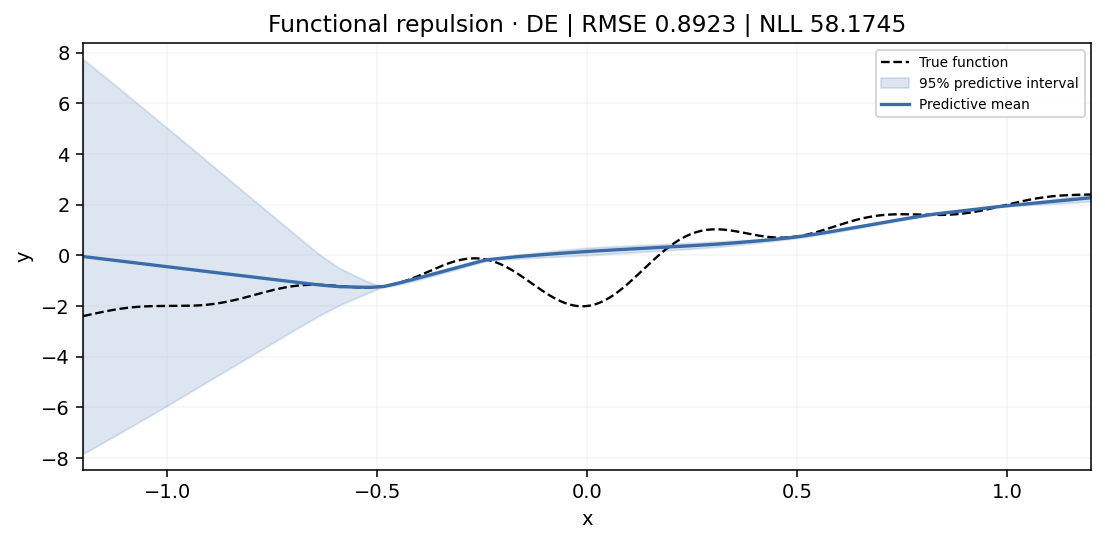 Functional repulsion · DE | RMSE 0.8923 | NLL 58.1745
True function
95% predictive interval
Predictive mean
8
6
4
2
0
−2
−4
−6
−8
y
−1.0 −0.5 0.0 0.5 1.0
x